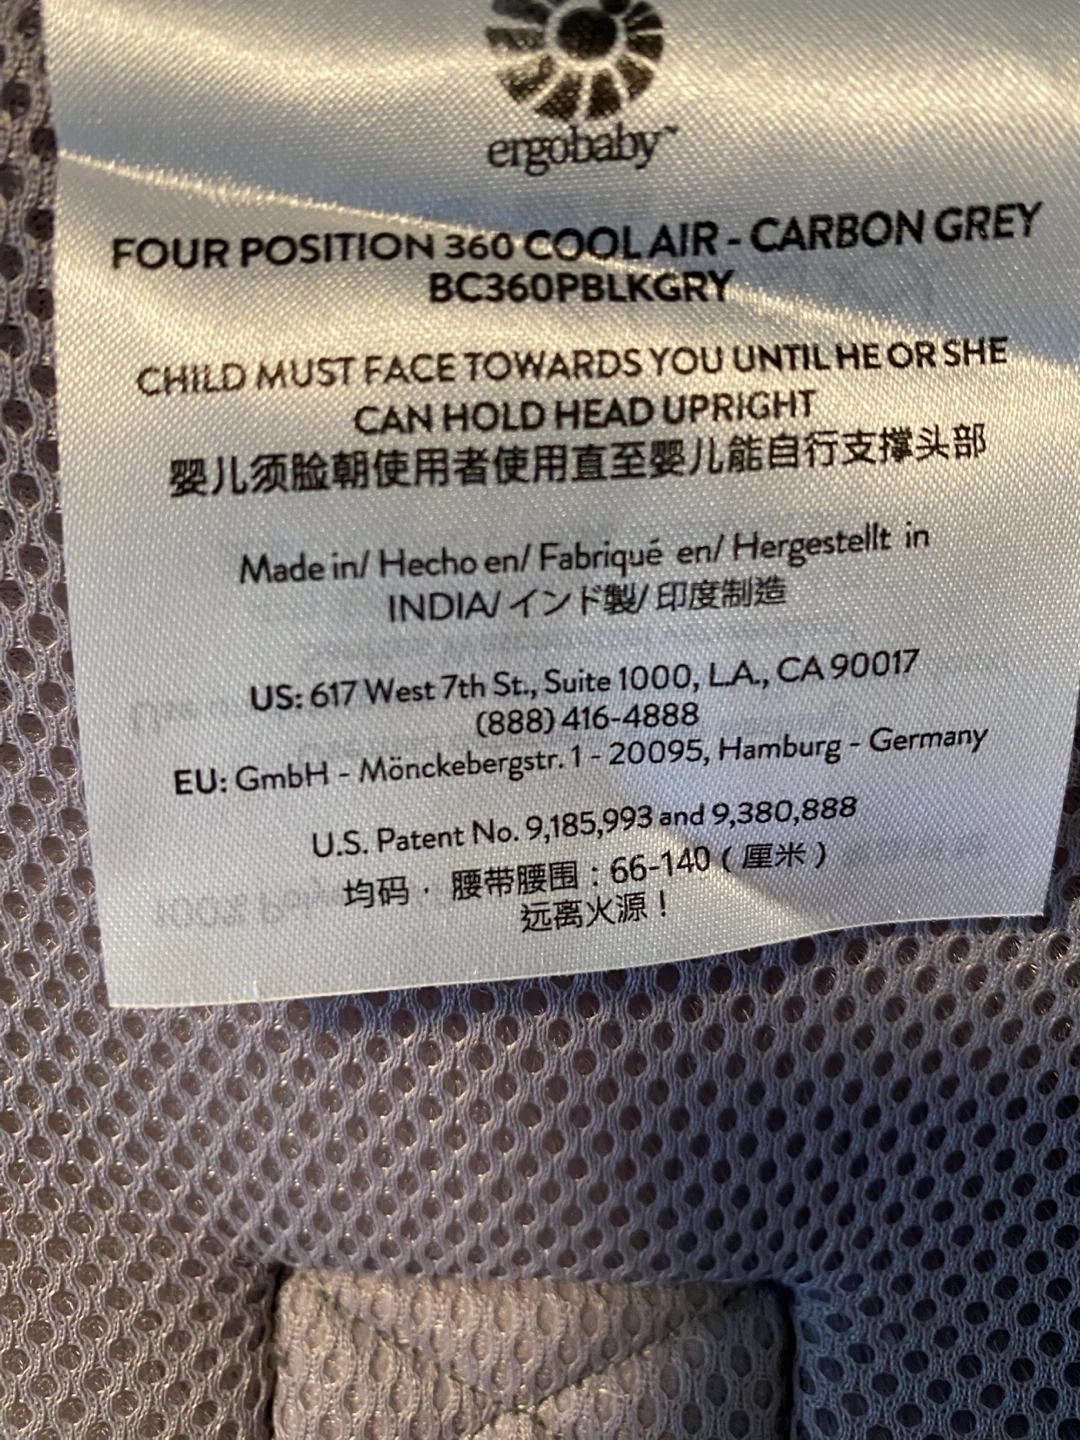 ergobaby™
FOUR POSITION 360 COOL AIR - CARBON GREY
BC360PBLKGRY
CHILD MUST FACE TOWARDS YOU UNTIL HE OR SHE
CAN HOLD HEAD UPRIGHT
婴儿须脸朝使用者使用直至婴儿能自行支撑头部
Made in/ Hecho en/ Fabriqué en/ Hergestellt in
INDIA/ インド製/ 印度制造
US: 617 West 7th St., Suite 1000, L.A., CA 90017
(888) 416-4888
EU: GmbH - Mönckebergstr. 1 - 20095, Hamburg - Germany
U.S. Patent No. 9,185,993 and 9,380,888
均码 · 腰带腰围 : 66-140 ( 厘米 )
远离火源 !